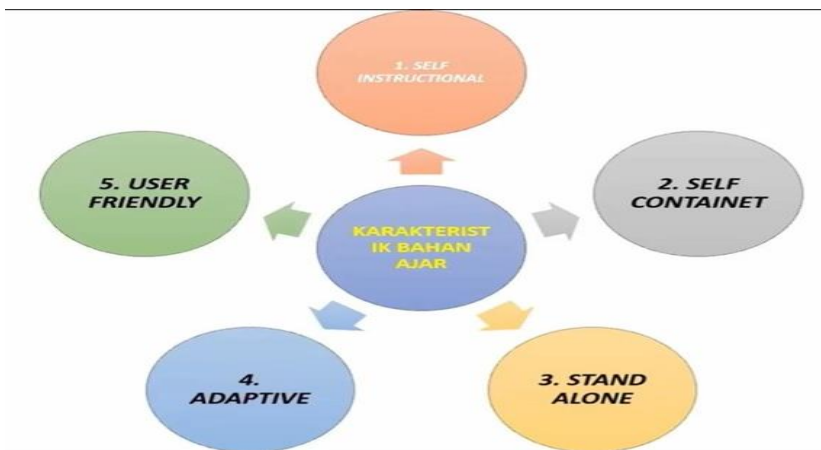 1. SELF
INSTRUCTIONAL
2. SELF
CONTAINET
3. STAND
ALONE
4.
ADAPTIVE
5. USER
FRIENDLY
KARAKTERIST
IK BAHAN
AJAR